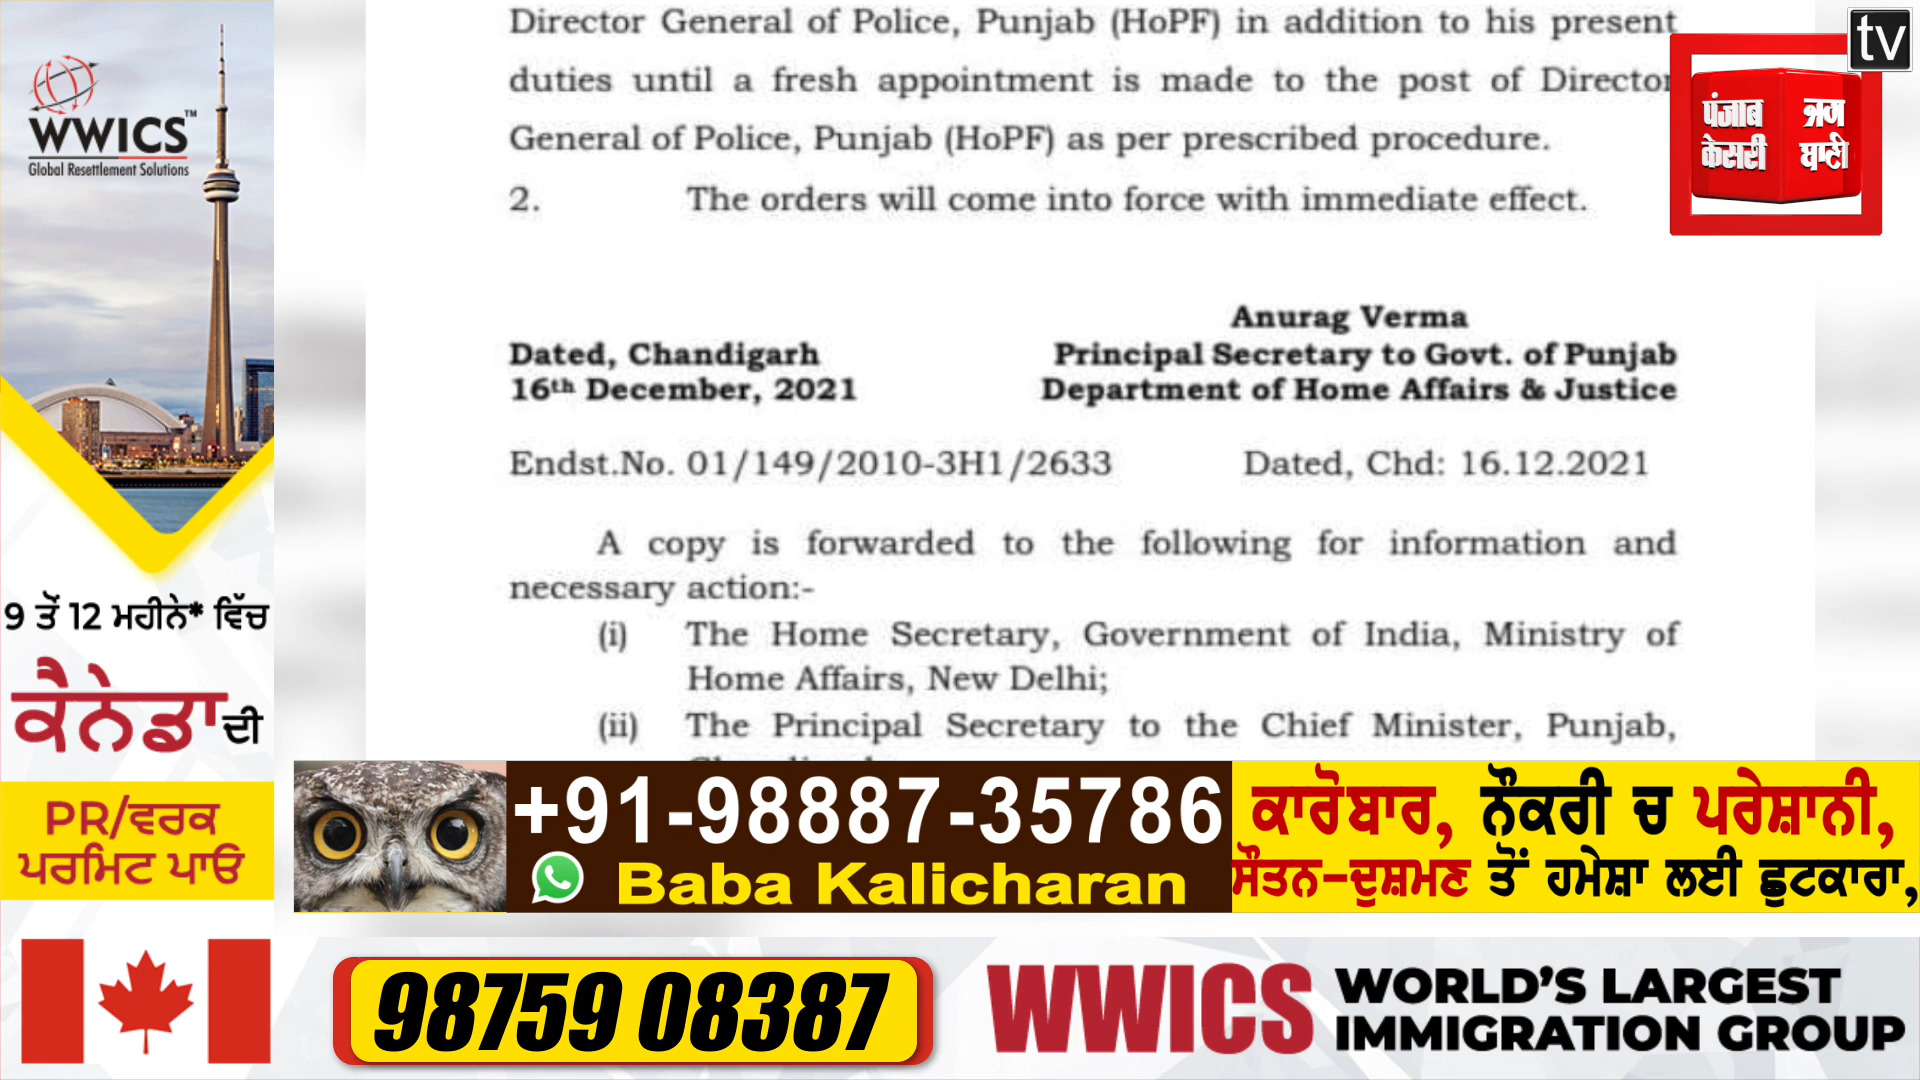 WWICS™
Global Resettlement Solutions
9 ਤੋਂ 12 ਮਹੀਨੇ* ਵਿੱਚ
ਕੈਨੇਡਾ ਦੀ
PR/ਵਰਕ
ਪਰਮਿਟ ਪਾਓ
Director General of Police, Punjab (HoPF) in addition to his present
duties until a fresh appointment is made to the post of Director
General of Police, Punjab (HoPF) as per prescribed procedure.
2. The orders will come into force with immediate effect.
Anurag Verma
Dated, Chandigarh Principal Secretary to Govt. of Punjab
16th December, 2021 Department of Home Affairs & Justice
Endst.No. 01/149/2010-3H1/2633 Dated, Chd: 16.12.2021
A copy is forwarded to the following for information and
necessary action:-
(i) The Home Secretary, Government of India, Ministry of
Home Affairs, New Delhi;
(ii) The Principal Secretary to the Chief Minister, Punjab,
tv
पंजाब
केसरी
ਜਗ
ਬਾਣੀ
+91-98887-35786
Baba Kalicharan
ਕਾਰੋਬਾਰ, ਨੌਕਰੀ ਚ ਪਰੇਸ਼ਾਨੀ,
ਸੌਤਨ-ਦੁਸ਼ਮਣ ਤੋਂ ਹਮੇਸ਼ਾ ਲਈ ਛੁਟਕਾਰਾ,
98759 08387
WWICS
WORLD'S LARGEST
IMMIGRATION GROUP